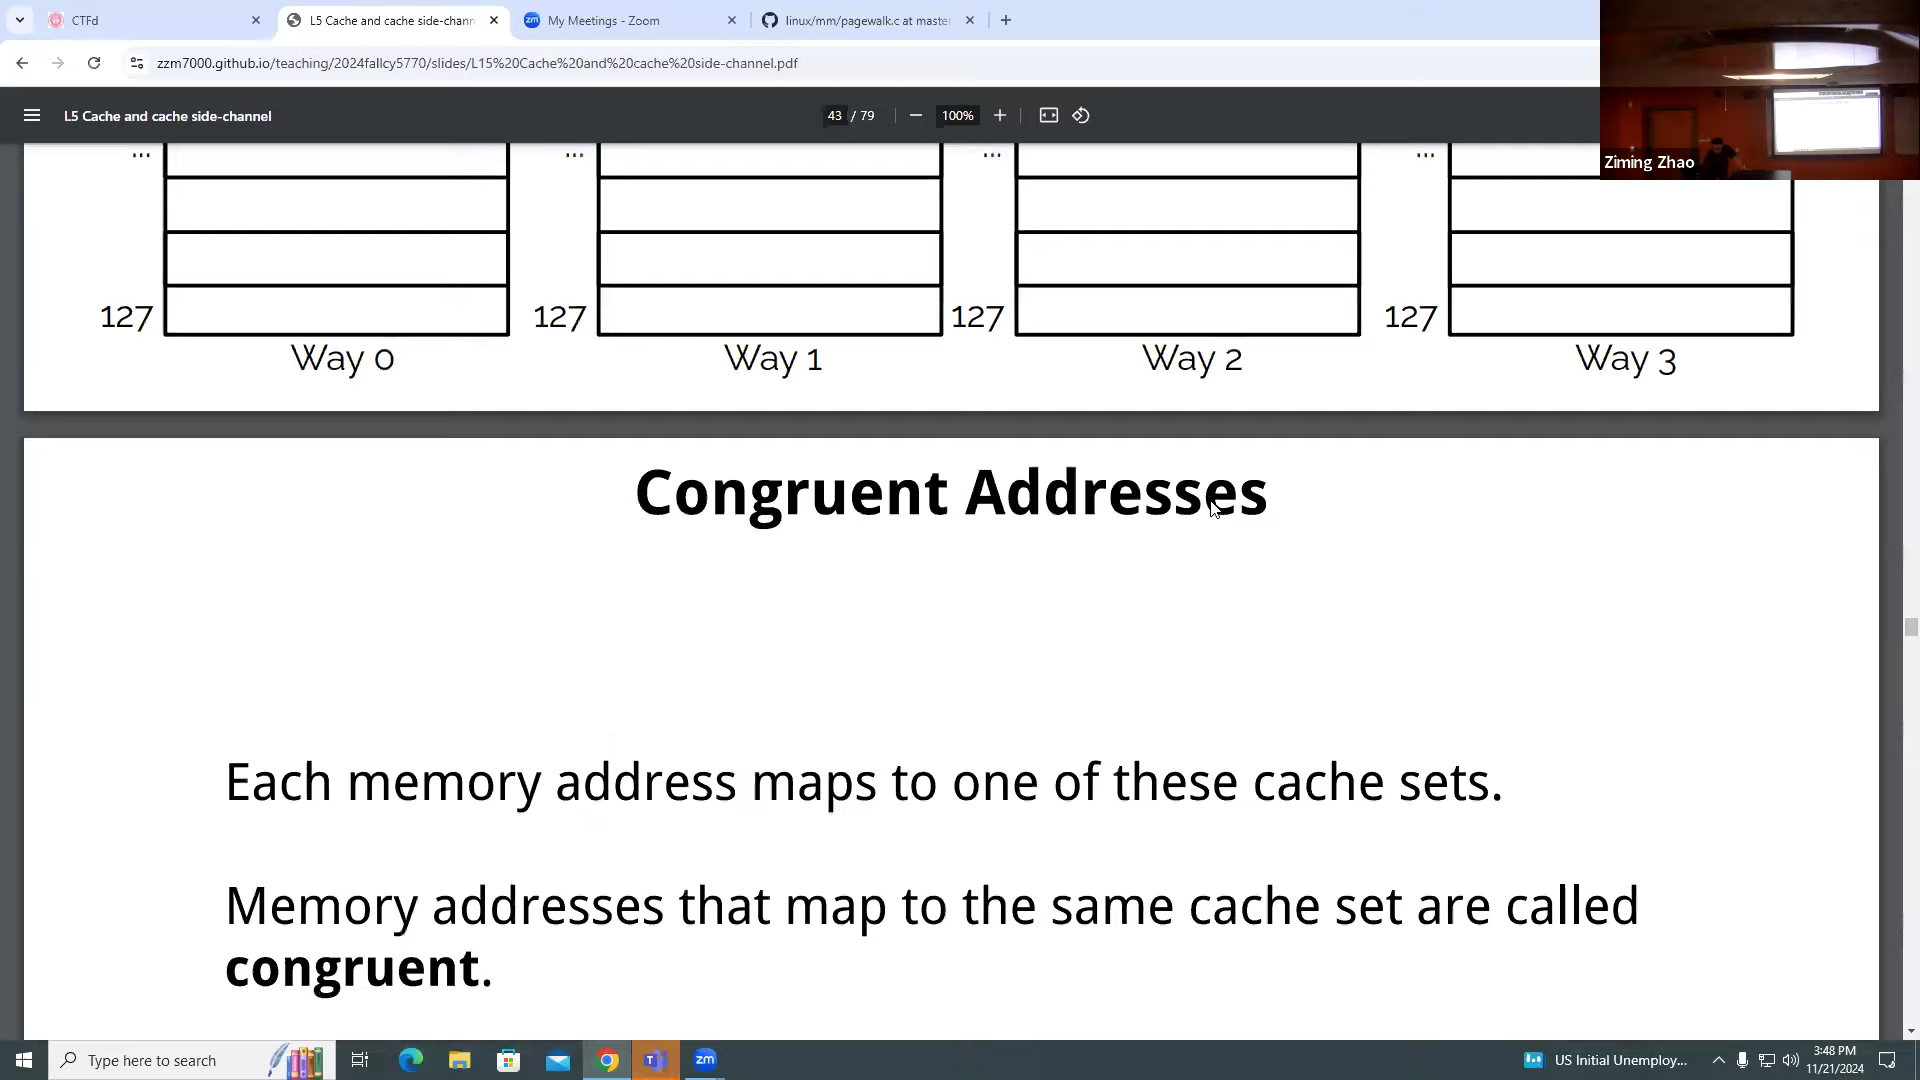 CTFd
L5 Cache and cache side-chann
My Meetings - Zoom
linux/mm/pagewalk.c at maste
zzm7000.github.io/teaching/2024fallcy5770/slides/L15%20Cache%20and%20cache%20side-channel.pdf
L5 Cache and cache side-channel
43 / 79
100%
Ziming Zhao
... ... ... ...
127 127 127 127
Way 0 Way 1 Way 2 Way 3
Congruent Addresses
Each memory address maps to one of these cache sets.
Memory addresses that map to the same cache set are called
congruent.
Type here to search
zm
US Initial Unemploy...
3:48 PM
11/21/2024